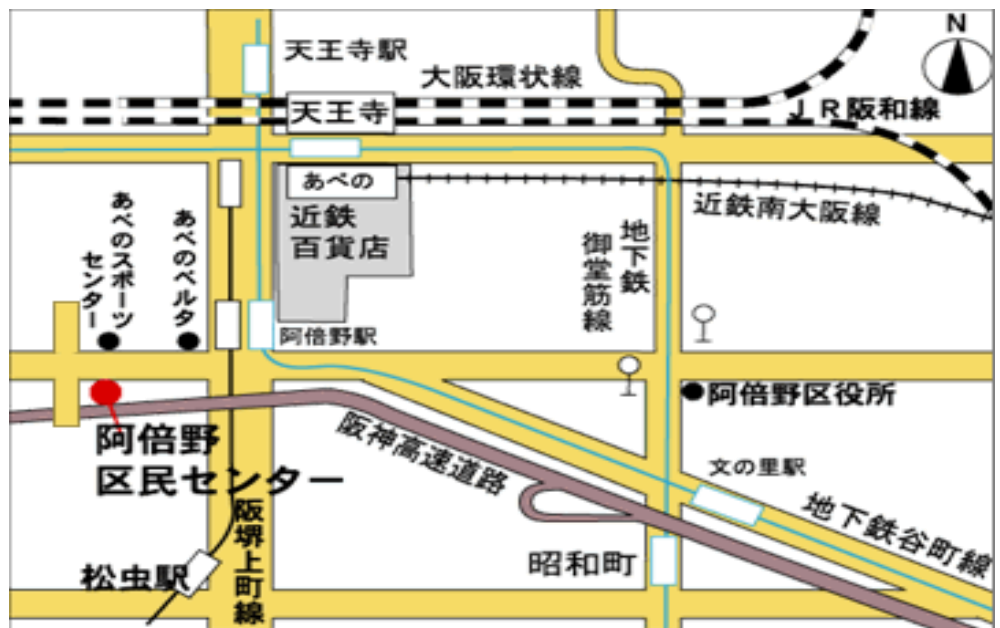 N
天王寺駅
大阪環状線
天王寺
JR阪和線
あべの
近鉄
百貨店
近鉄南大阪線
地下鉄
御堂筋線
あべのスポーツ
センター
あべのベルタ
阿倍野駅
阿倍野区役所
阿倍野
区民センター
阪神高速道路
文の里駅
地下鉄谷町線
阪堺上町線
昭和町
松虫駅